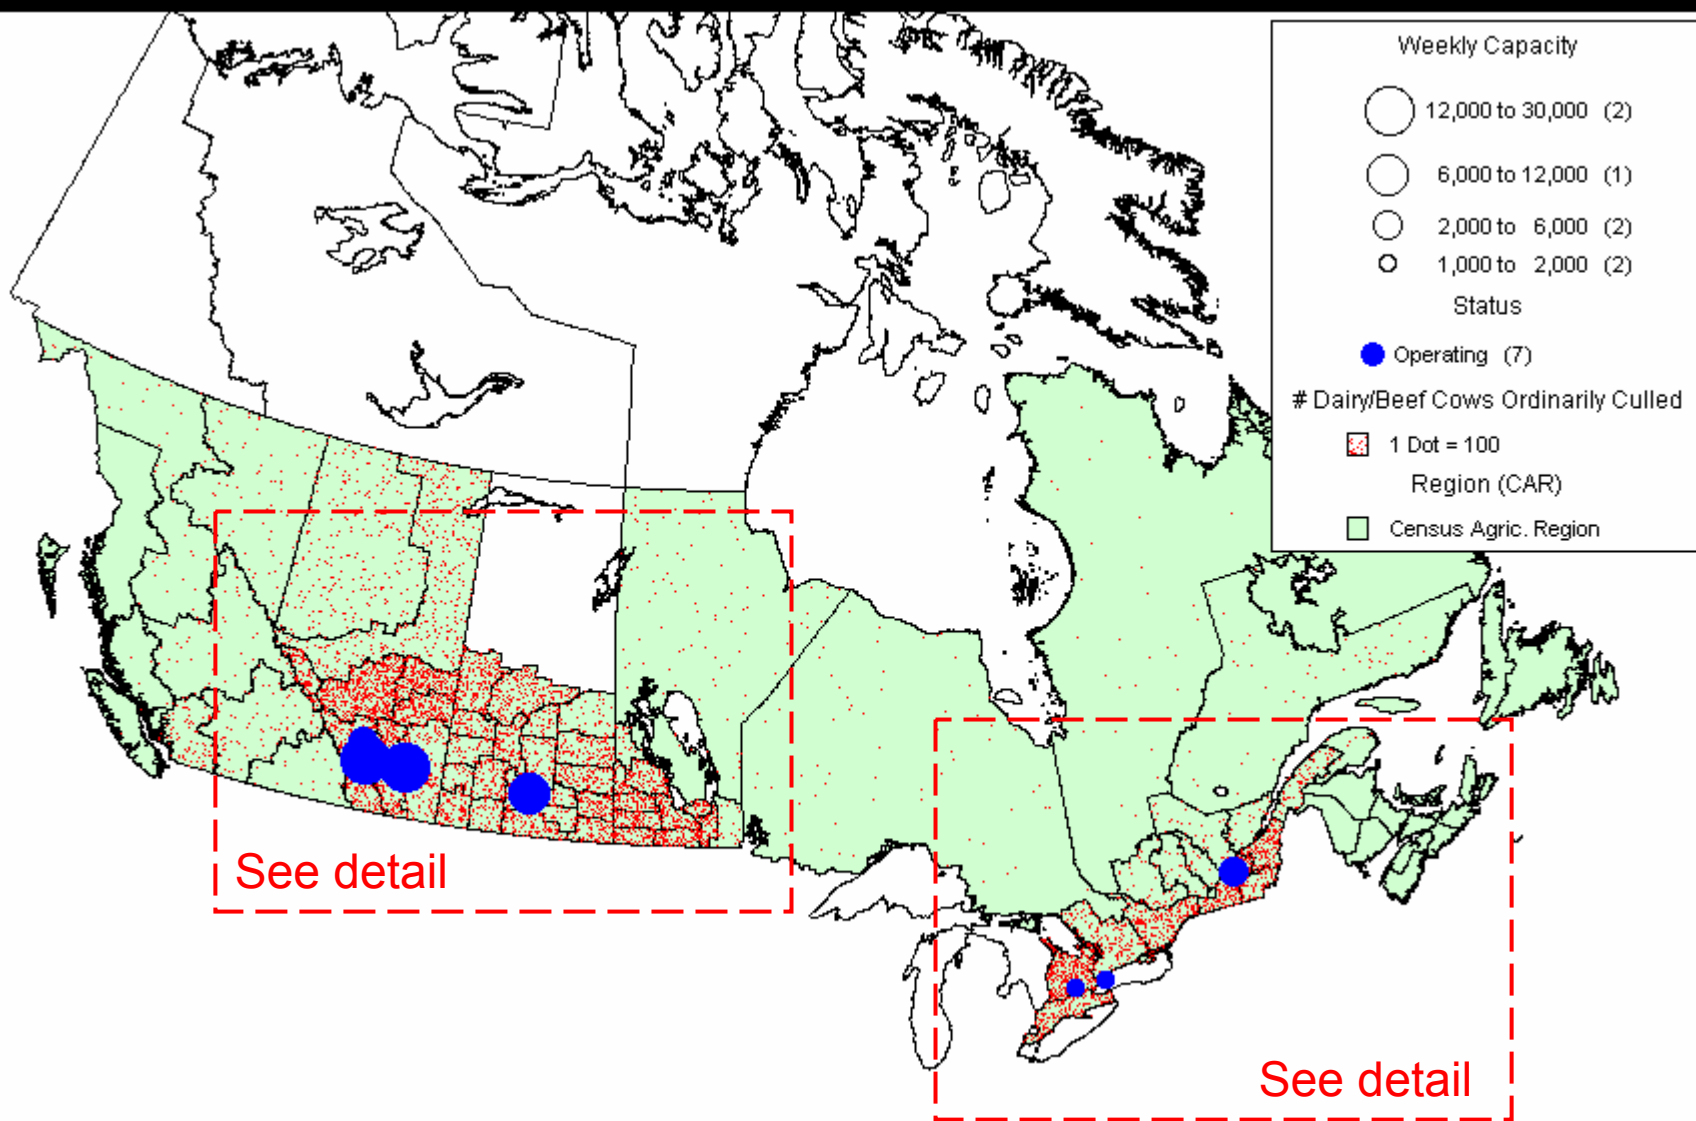 Weekly Capacity
12,000 to 30,000 (2)
6,000 to 12,000 (1)
2,000 to 6,000 (2)
1,000 to 2,000 (2)
Status
Operating (7)
# Dairy/Beef Cows Ordinarily Culled
1 Dot = 100
Region (CAR)
Census Agric. Region
See detail
See detail